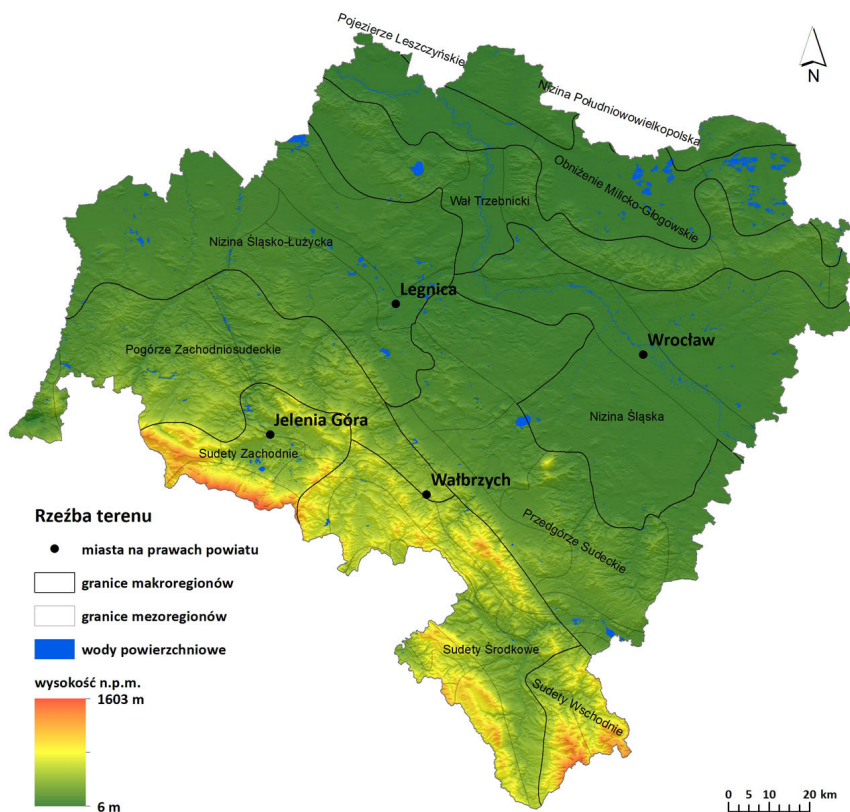 Pojezierze Leszczyńskie
N
Nizina Południowowielkopolska
Obniżenie Milicko-Głogowskie
Wał Trzebnicki
Nizina Śląsko-Łużycka
Legnica
Wrocław
Pogórze Zachodniosudeckie
Nizina Śląska
Jelenia Góra
Sudety Zachodnie
Wałbrzych
Przedgórze Sudeckie
Sudety Środkowe
Sudety Wschodnie
Rzeźba terenu
miasta na prawach powiatu
granice makroregionów
granice mezoregionów
wody powierzchniowe
wysokość n.p.m.
1603 m
6 m
0 5 10 20 km